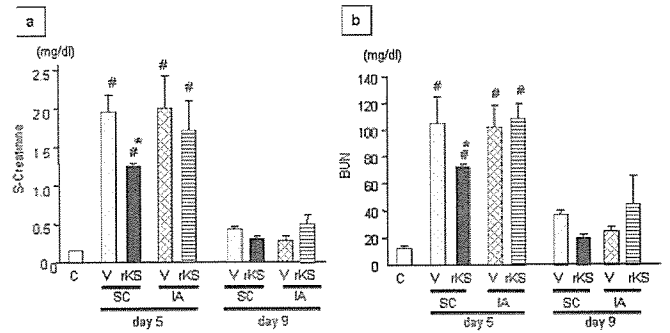 a
(mg/dl)
2.5
2.0
1.5
1.0
0.5
0.0
S-Creatinine
# # #
# *
C V rKS V rKS V rKS V rKS
SC IA SC IA
day 5 day 9
b
(mg/dl)
140
120
100
80
60
40
20
0
BUN
# # #
# *
C V rKS V rKS V rKS V rKS
SC IA SC IA
day 5 day 9